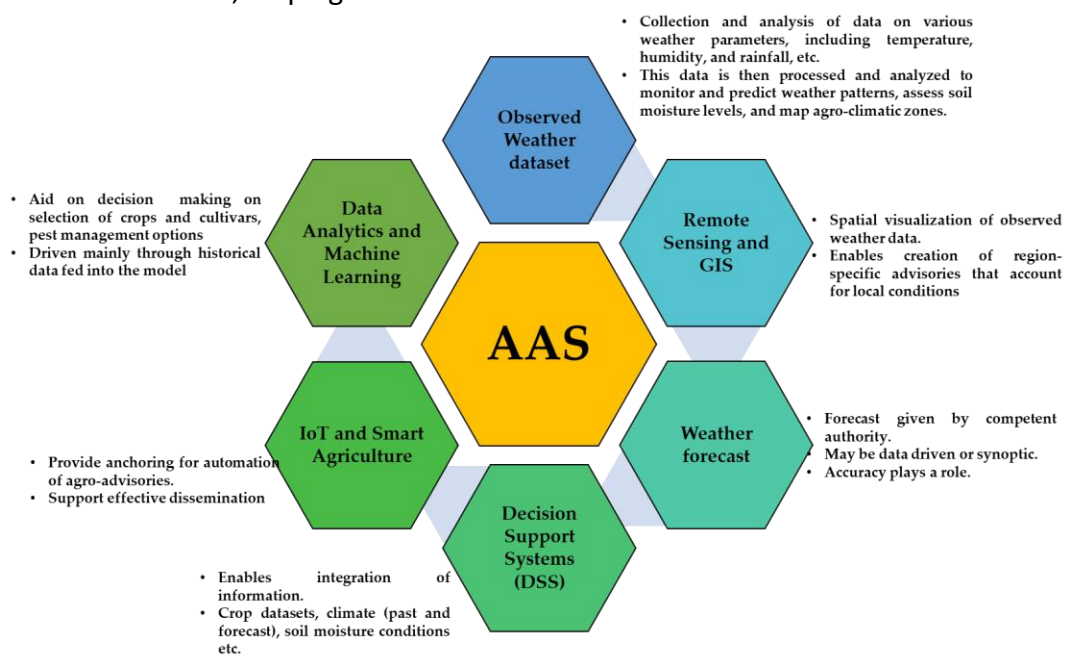 • Collection and analysis of data on various
weather parameters, including temperature,
humidity, and rainfall, etc.
• This data is then processed and analyzed to
monitor and predict weather patterns, assess soil
moisture levels, and map agro-climatic zones.
Observed
Weather
dataset
• Aid on decision making on
selection of crops and cultivars,
pest management options
• Driven mainly through historical
data fed into the model
Data
Analytics and
Machine
Learning
Remote
Sensing and
GIS
• Spatial visualization of observed
weather data.
• Enables creation of region-
specific advisories that account
for local conditions
AAS
• Provide anchoring for automation
of agro-advisories.
• Support effective dissemination
IoT and Smart
Agriculture
Weather
forecast
• Forecast given by competent
authority.
• May be data driven or synoptic.
• Accuracy plays a role.
Decision
Support
Systems
(DSS)
• Enables integration of
information.
• Crop datasets, climate (past and
forecast), soil moisture conditions
etc.